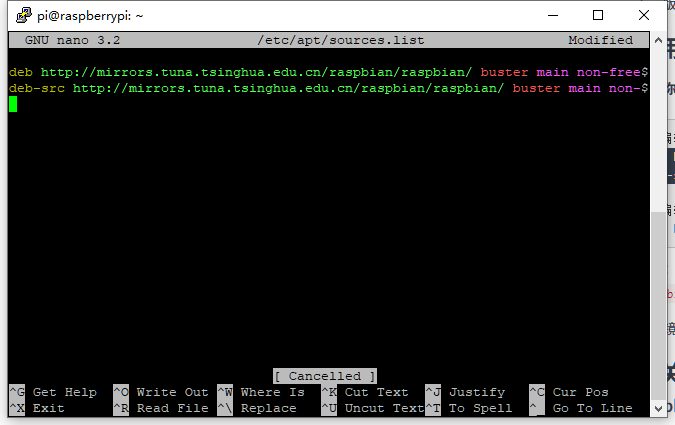 pi@raspberrypi: ~
GNU nano 3.2 /etc/apt/sources.list Modified
deb http://mirrors.tuna.tsinghua.edu.cn/raspbian/raspbian/ buster main non-free$
deb-src http://mirrors.tuna.tsinghua.edu.cn/raspbian/raspbian/ buster main non-$
[ Cancelled ]
^G Get Help ^O Write Out ^W Where Is ^K Cut Text ^J Justify ^C Cur Pos
^X Exit ^R Read File ^\ Replace ^U Uncut Text ^T To Spell ^_ Go To Line